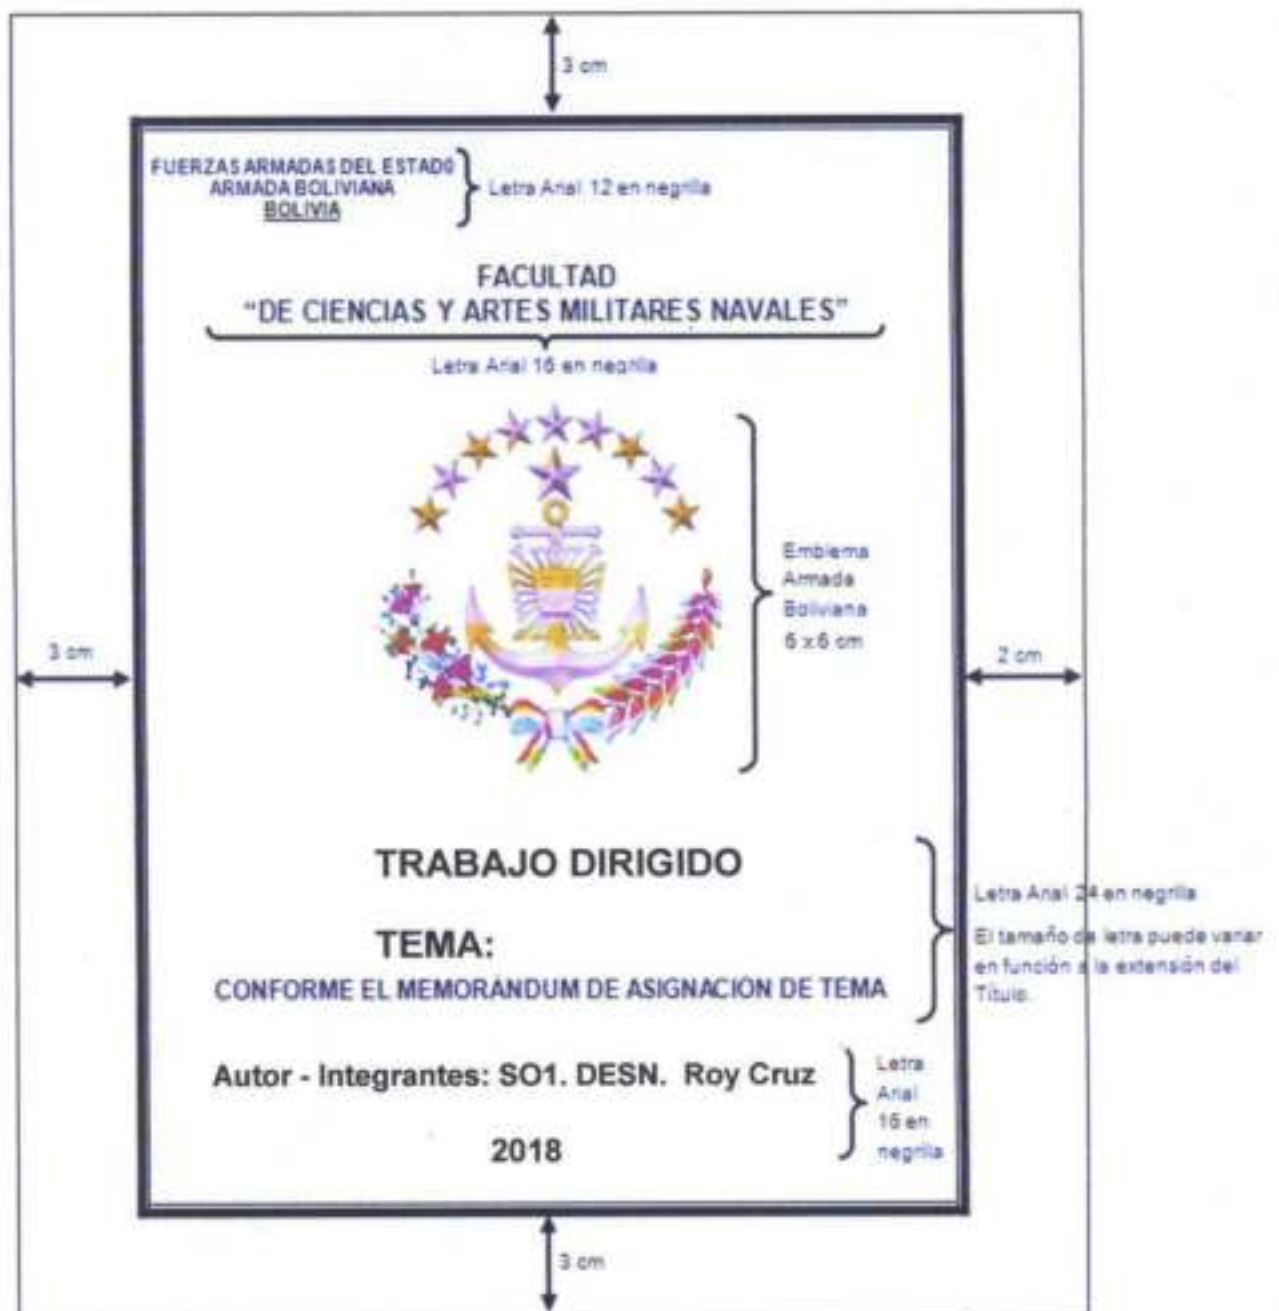 3 cm
FUERZAS ARMADAS DEL ESTADO
ARMADA BOLIVIANA
BOLIVIA
Letra Arial 12 en negrilla
FACULTAD
"DE CIENCIAS Y ARTES MILITARES NAVALES"
Letra Arial 16 en negrilla
Emblema
Armada
Boliviana
6 x 6 cm
3 cm
2 cm
TRABAJO DIRIGIDO
TEMA:
CONFORME EL MEMORÁNDUM DE ASIGNACIÓN DE TEMA
Letra Arial 24 en negrilla
El tamaño de letra puede variar
en función a la extensión del
Título.
Autor - Integrantes: SO1. DESN. Roy Cruz
2018
Letra
Arial
16 en
negrilla
3 cm